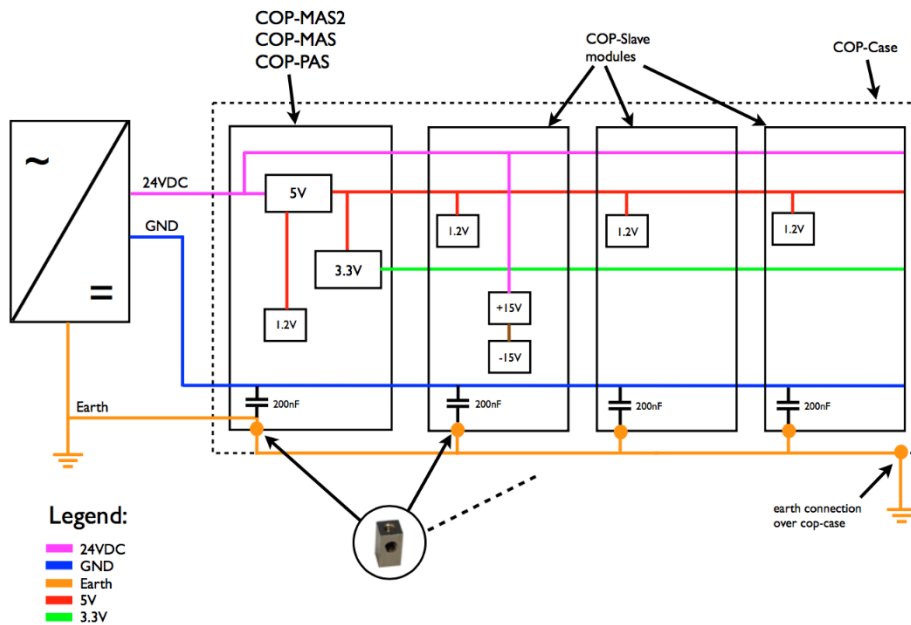 COP-MAS2
COP-MAS
COP-PAS
COP-Slave
modules
COP-Case
~
=
24VDC
GND
Earth
5V
3.3V
1.2V
1.2V
+15V
-15V
1.2V
1.2V
200nF
200nF
200nF
200nF
earth connection
over cop-case
Legend:
24VDC
GND
Earth
5V
3.3V